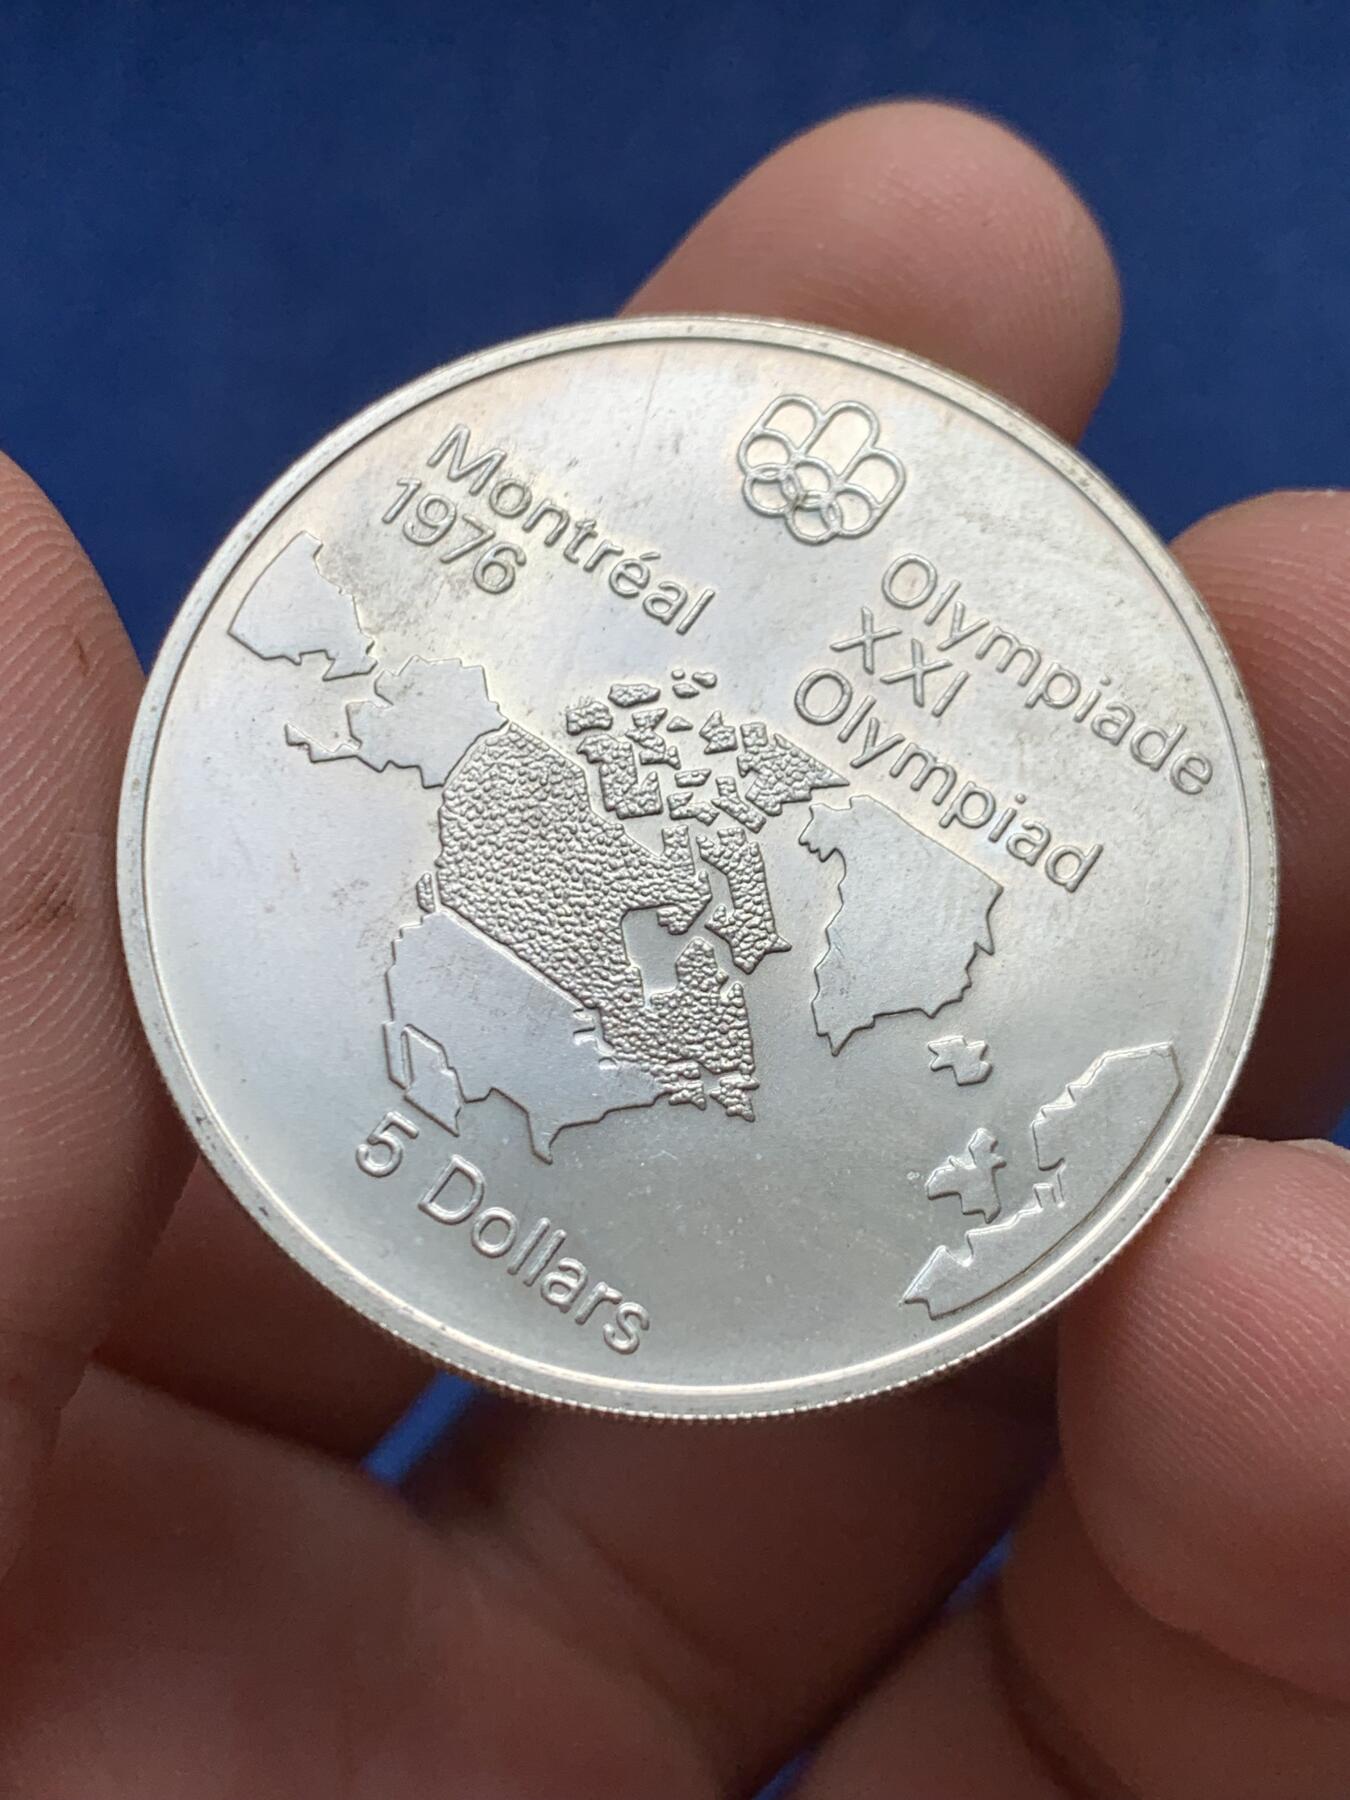 Montréal
1976
Olympiade
XXI
Olympiad
5 Dollars